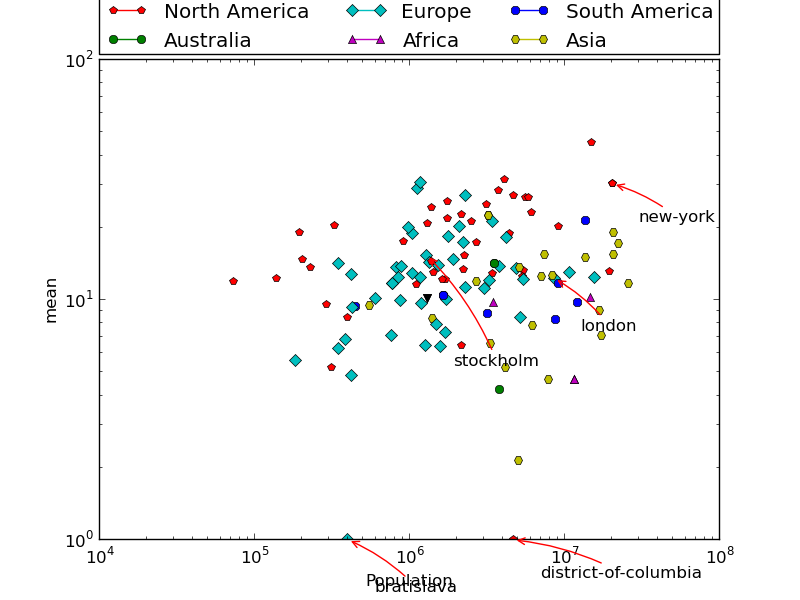 North America Europe South America
Australia Africa Asia
10^2
new-york
mean
10^1
london
stockholm
10^0
10^4 10^5 10^6 10^7 10^8
district-of-columbia
Population
bratislava